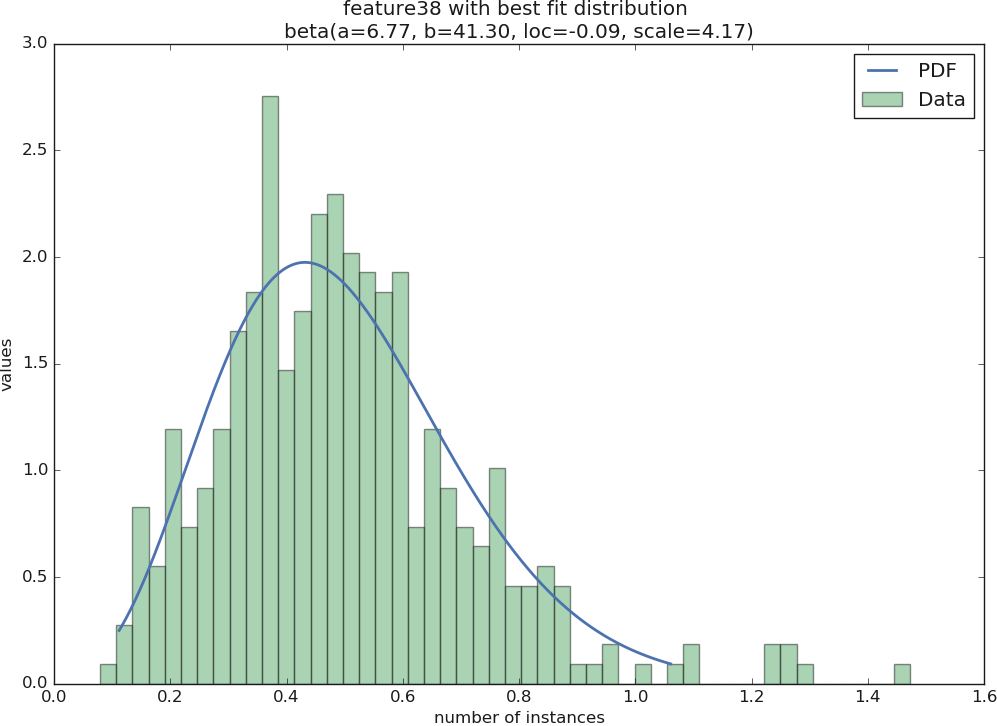 feature38 with best fit distribution
beta(a=6.77, b=41.30, loc=-0.09, scale=4.17)
PDF
Data
3.0
2.5
2.0
1.5
1.0
0.5
0.0
values
0.0 0.2 0.4 0.6 0.8 1.0 1.2 1.4 1.6
number of instances